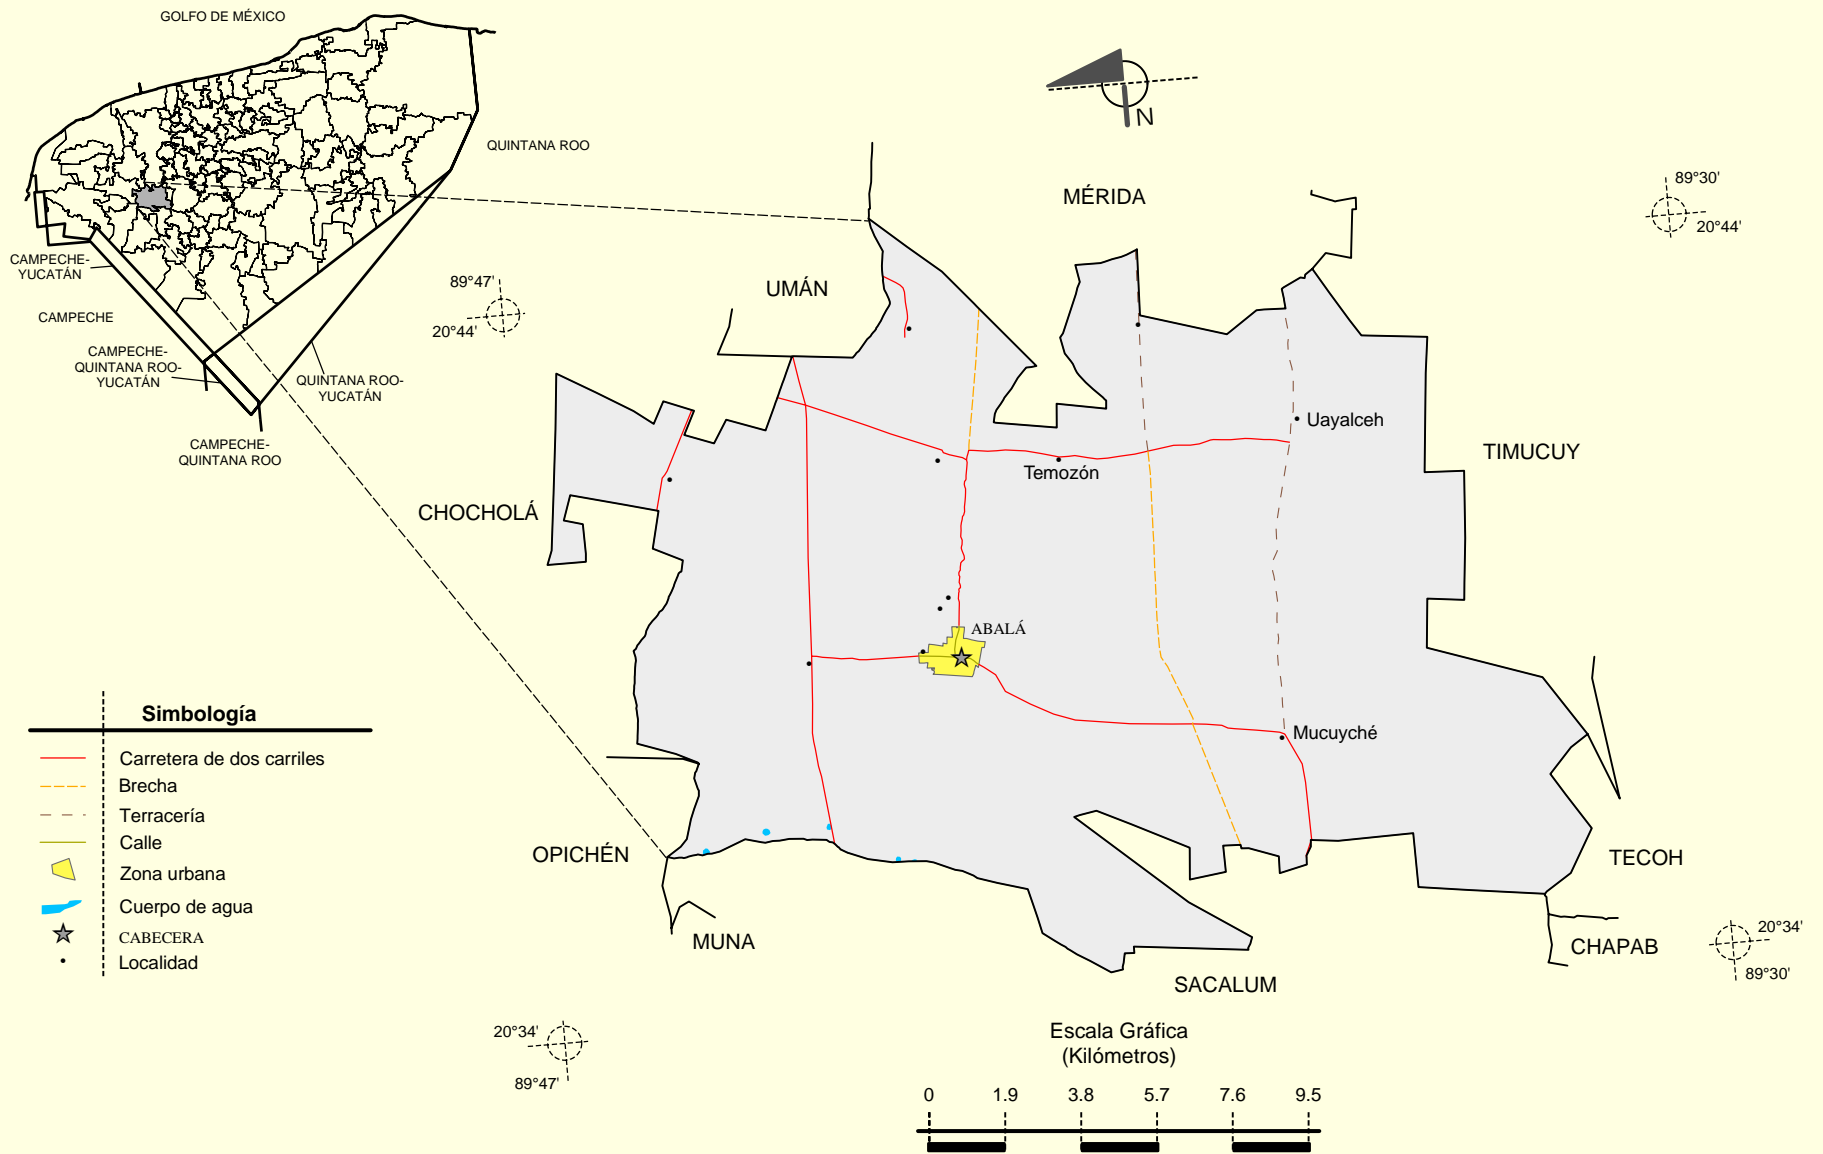 GOLFO DE MÉXICO
QUINTANA ROO
CAMPECHE-
YUCATÁN
CAMPECHE
CAMPECHE-
QUINTANA ROO-
YUCATÁN
QUINTANA ROO-
YUCATÁN
CAMPECHE-
QUINTANA ROO
N
89°47'
20°44'
89°30'
20°44'
MÉRIDA
UMÁN
CHOCHOLÁ
TIMUCUY
Uayalceh
Temozón
ABALÁ
Mucuyché
OPICHÉN
MUNA
SACALUM
TECOH
CHAPAB
20°34'
89°30'
20°34'
89°47'
Simbología
Carretera de dos carriles
Brecha
Terracería
Calle
Zona urbana
Cuerpo de agua
CABECERA
Localidad
Escala Gráfica
(Kilómetros)
0 1.9 3.8 5.7 7.6 9.5